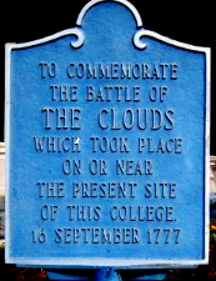 TO COMMEMORATE
THE BATTLE OF
THE CLOUDS
WHICH TOOK PLACE
ON OR NEAR
THE PRESENT SITE
OF THIS COLLEGE.
16 SEPTEMBER 1777